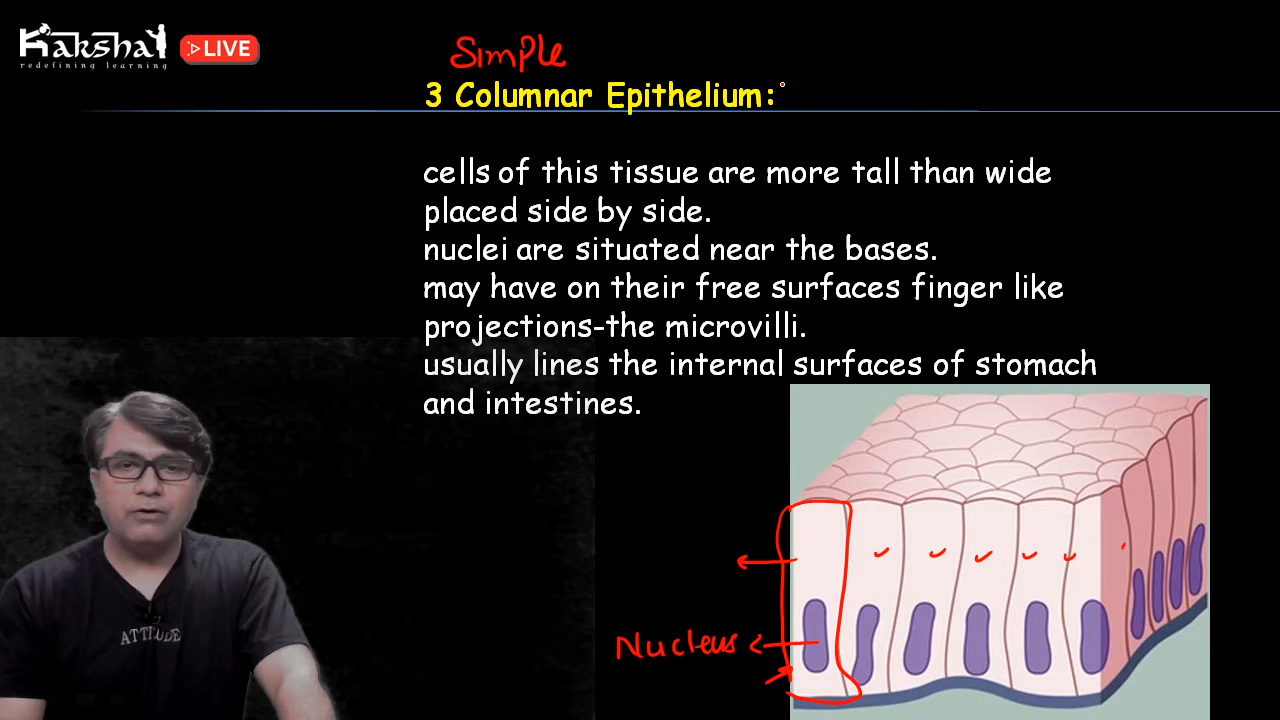 Kaksha
redefining learning
LIVE
Simple
3 Columnar Epithelium:
cells of this tissue are more tall than wide
placed side by side.
nuclei are situated near the bases.
may have on their free surfaces finger like
projections-the microvilli.
usually lines the internal surfaces of stomach
and intestines.
Nucleus
ATTITUDE